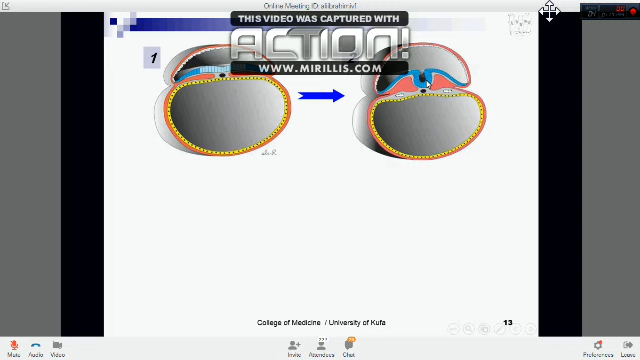 Online Meeting ID: aliibrahimiv1
THIS VIDEO WAS CAPTURED WITH
ACTION!
WWW.MIRILLIS.COM
1
College of Medicine / University of Kufa
13
Mute
Audio
Video
Invite
Attendees
Chat
Preferences
Leave